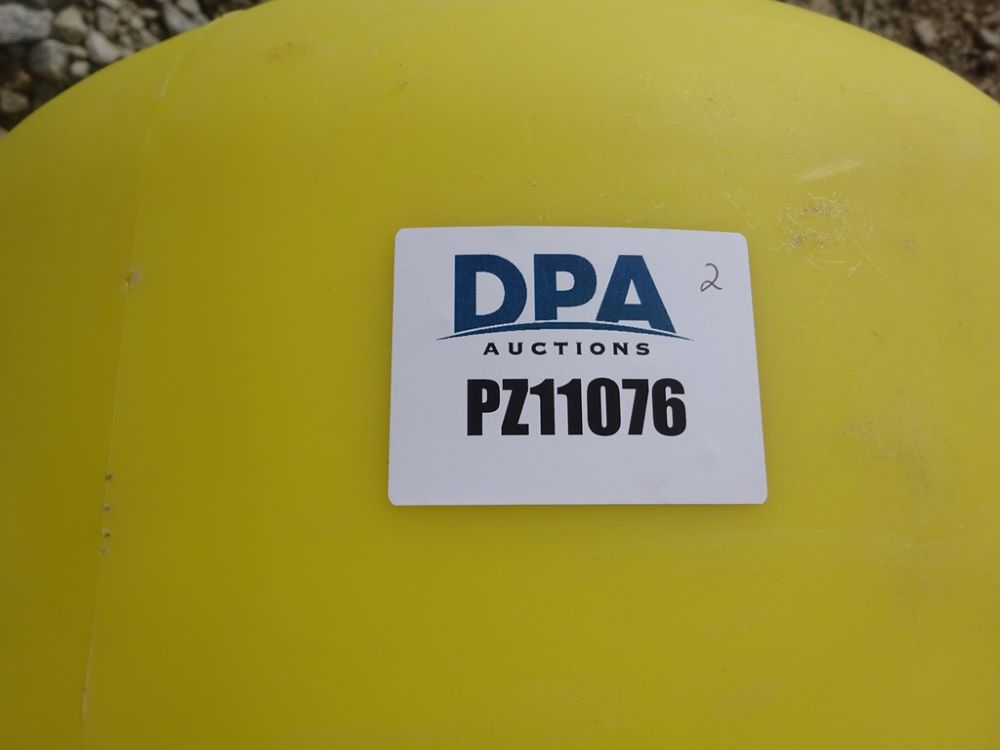 DPA
2
AUCTIONS
PZ11076